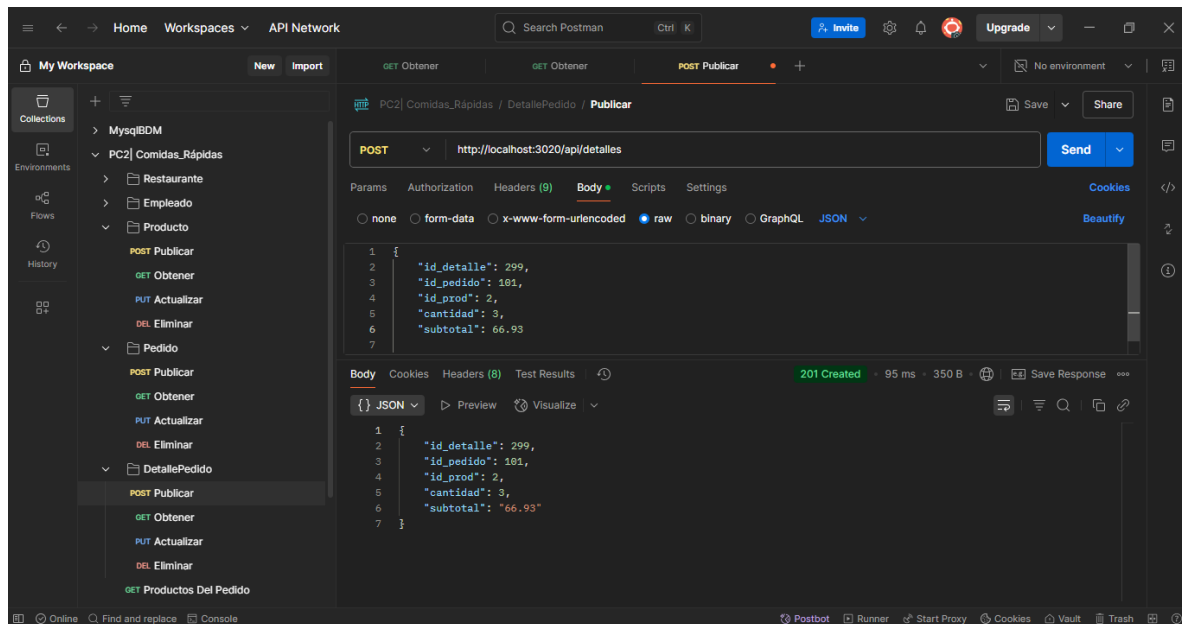 Home Workspaces API Network Search Postman Ctrl K Invite Upgrade
My Workspace New Import GET Obtener GET Obtener POST Publicar No environment
Collections
Environments
Flows
History
MysqlBDM
PC2| Comidas_Rápidas
Restaurante
Empleado
Producto
POST Publicar
GET Obtener
PUT Actualizar
DEL Eliminar
Pedido
POST Publicar
GET Obtener
PUT Actualizar
DEL Eliminar
DetallePedido
POST Publicar
GET Obtener
PUT Actualizar
DEL Eliminar
GET Productos Del Pedido
HTTP PC2| Comidas_Rápidas / DetallePedido / Publicar Save Share
POST http://localhost:3020/api/detalles Send
Params Authorization Headers (9) Body Scripts Settings Cookies
none form-data x-www-form-urlencoded raw binary GraphQL JSON Beautify
1 {
2 "id_detalle": 299,
3 "id_pedido": 101,
4 "id_prod": 2,
5 "cantidad": 3,
6 "subtotal": 66.93
7
Body Cookies Headers (8) Test Results 201 Created 95 ms 350 B Save Response
{} JSON Preview Visualize
1 {
2 "id_detalle": 299,
3 "id_pedido": 101,
4 "id_prod": 2,
5 "cantidad": 3,
6 "subtotal": "66.93"
7 }
Online Find and replace Console Postbot Runner Start Proxy Cookies Vault Trash